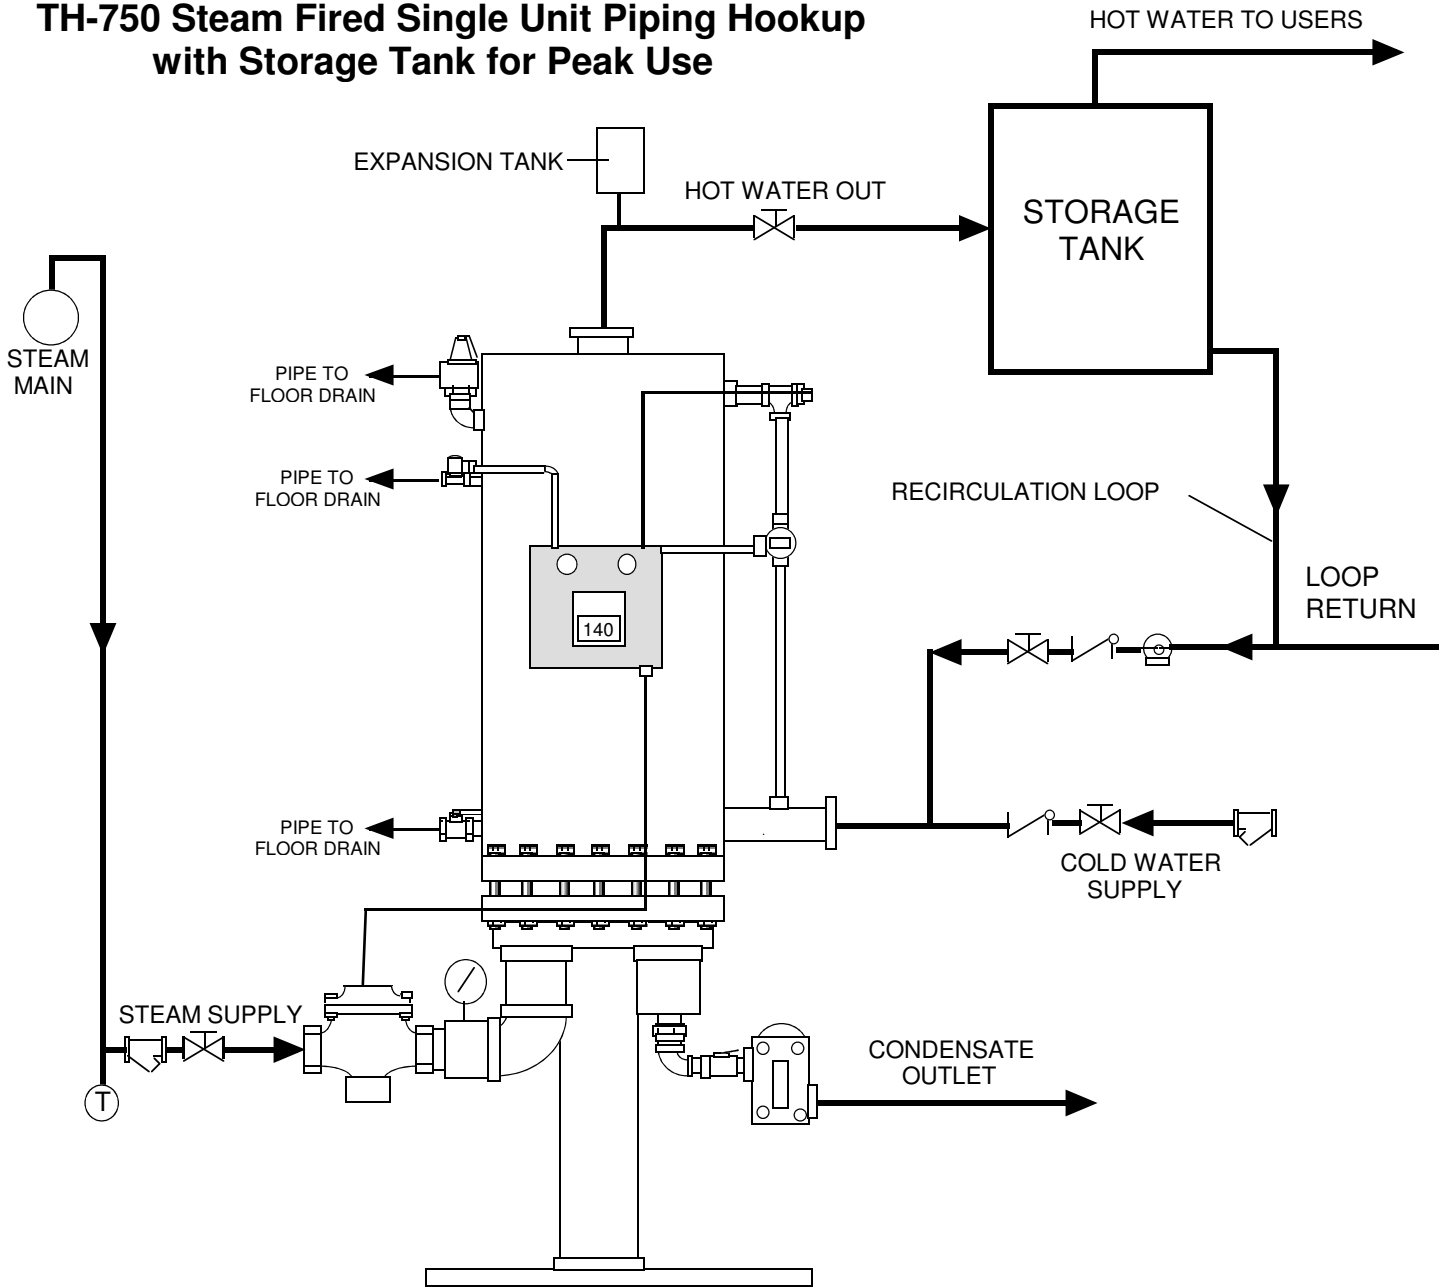 TH-750 Steam Fired Single Unit Piping Hookup
with Storage Tank for Peak Use
HOT WATER TO USERS
EXPANSION TANK
HOT WATER OUT
STORAGE
TANK
STEAM
MAIN
PIPE TO
FLOOR DRAIN
PIPE TO
FLOOR DRAIN
RECIRCULATION LOOP
LOOP
RETURN
140
PIPE TO
FLOOR DRAIN
COLD WATER
SUPPLY
STEAM SUPPLY
CONDENSATE
OUTLET
T